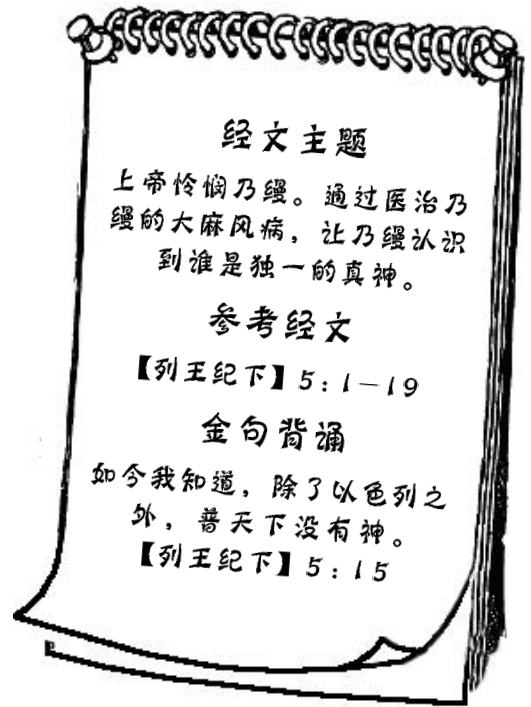 经文主题
上帝怜悯乃缦。通过医治乃
缦的大麻风病，让乃缦认识
到谁是独一的真神。
参考经文
【列王纪下】5：1—19
金句背诵
如今我知道，除了以色列之
外，普天下没有神。
【列王纪下】5：15